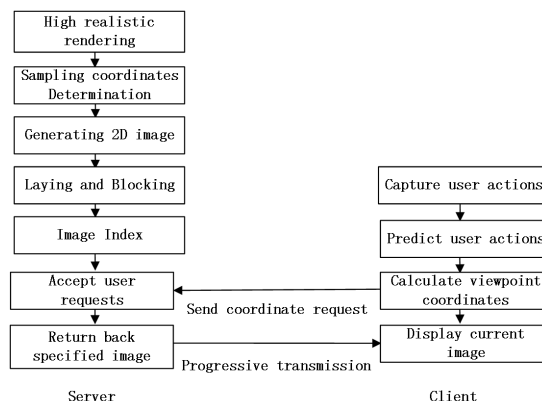 High realistic
rendering
Sampling coordinates
Determination
Generating 2D image
Laying and Blocking
Image Index
Accept user
requests
Return back
specified image
Server
Capture user actions
Predict user actions
Calculate viewpoint
coordinates
Display current
image
Client
Send coordinate request
Progressive transmission